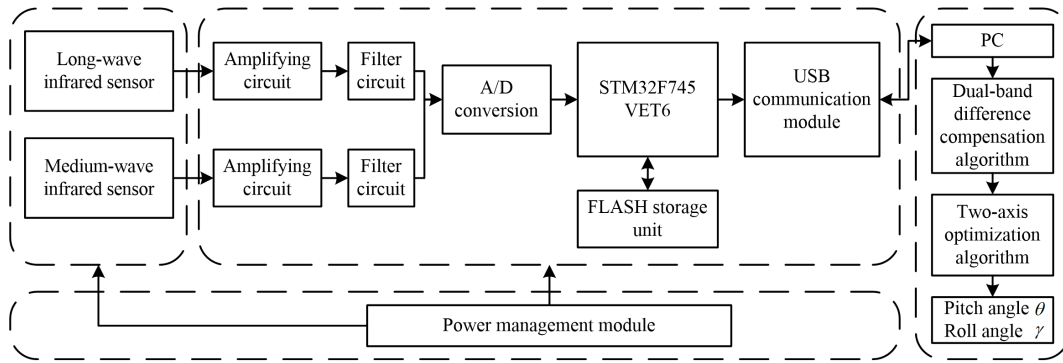 Long-wave
infrared sensor
Medium-wave
infrared sensor
Amplifying
circuit
Filter
circuit
Amplifying
circuit
Filter
circuit
A/D
conversion
STM32F745
VET6
FLASH storage
unit
USB
communication
module
PC
Dual-band
difference
compensation
algorithm
Two-axis
optimization
algorithm
Pitch angle θ
Roll angle γ
Power management module